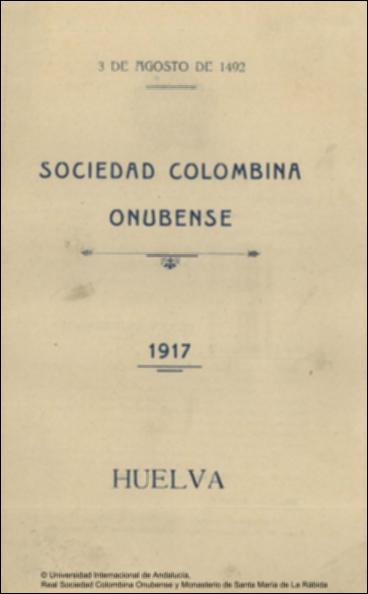 3 DE AGOSTO DE 1492
SOCIEDAD COLOMBINA
ONUBENSE
1917
HUELVA
© Universidad Internacional de Andalucía,
Real Sociedad Colombina Onubense y Monasterio de Santa María de La Rábida